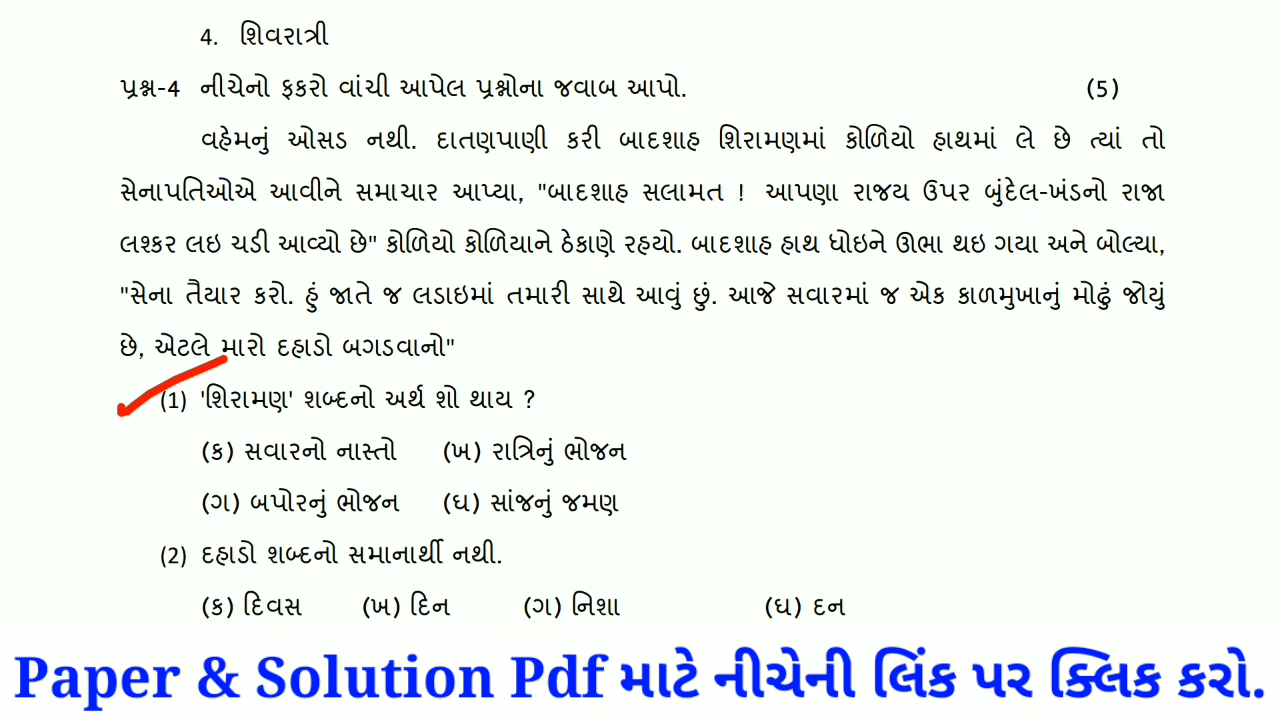 4. શિવરાત્રી
પ્રશ્ન-4 નીચેનો ફકરો વાંચી આપેલ પ્રશ્નોના જવાબ આપો. (5)
વહેમનું ઓસડ નથી. દાતણપાણી કરી બાદશાહ શિરામણમાં કોળિયો હાથમાં લે છે ત્યાં તો
સેનાપતિઓએ આવીને સમાચાર આપ્યા, "બાદશાહ સલામત ! આપણા રાજય ઉપર બુંદેલ-ખંડનો રાજા
લશ્કર લઇ ચડી આવ્યો છે" કોળિયો કોળિયાને ઠેકાણે રહયો. બાદશાહ હાથ ધોઇને ઊભા થઇ ગયા અને બોલ્યા,
"સેના તૈયાર કરો. હું જાતે જ લડાઇમાં તમારી સાથે આવું છું. આજે સવારમાં જ એક કાળમુખાનું મોઢું જોયું
છે, એટલે મારો દહાડો બગડવાનો"
(1) 'શિરામણ' શબ્દનો અર્થ શો થાય ?
(ક) સવારનો નાસ્તો (ખ) રાત્રિનું ભોજન
(ગ) બપોરનું ભોજન (ઘ) સાંજનું જમણ
(2) દહાડો શબ્દનો સમાનાર્થી નથી.
(ક) દિવસ (ખ) દિન (ગ) નિશા (ઘ) દન
Paper & Solution Pdf માટે નીચેની લિંક પર ક્લિક કરો.